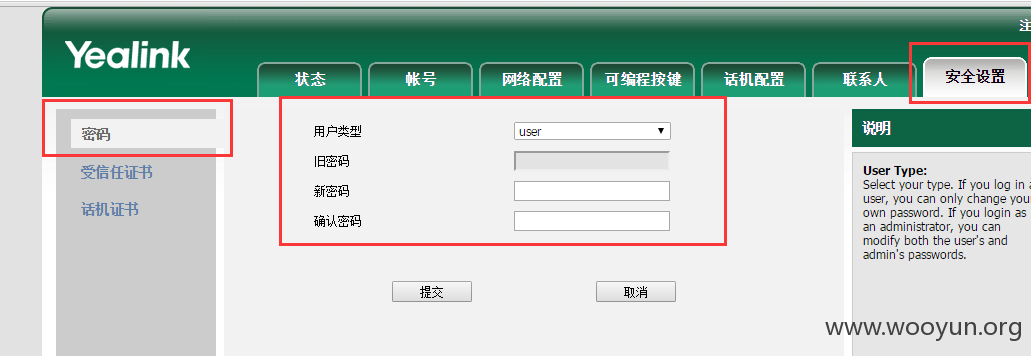 注
Yealink
状态 帐号 网络配置 可编程按键 话机配置 联系人 安全设置
密码
受信任证书
话机证书
用户类型 user
旧密码
新密码
确认密码
提交 取消
说明
User Type:
Select your type. If you log in a
user, you can only change you
own password. If you login as
an administrator, you can
modify both the user's and
admin's passwords.
www.wooyun.org